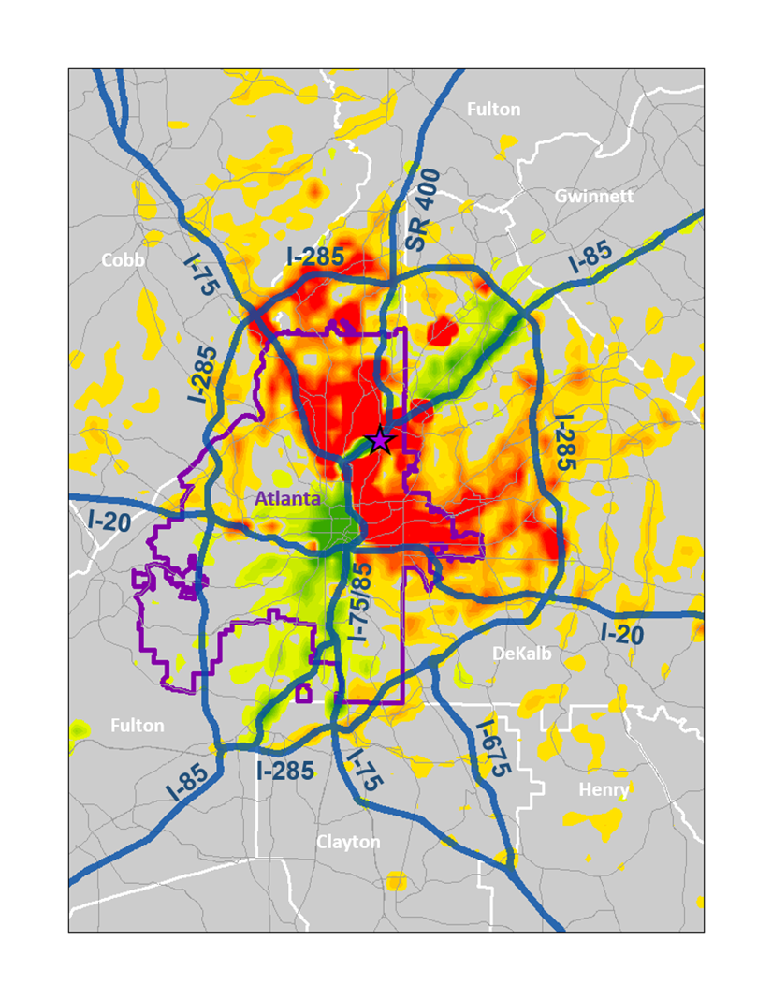 Fulton
SR 400
Gwinnett
I-285
I-85
Cobb
I-75
I-285
I-285
Atlanta
I-20
I-75/85
I-20
DeKalb
Fulton
I-675
I-285
I-75
I-85
Henry
Clayton